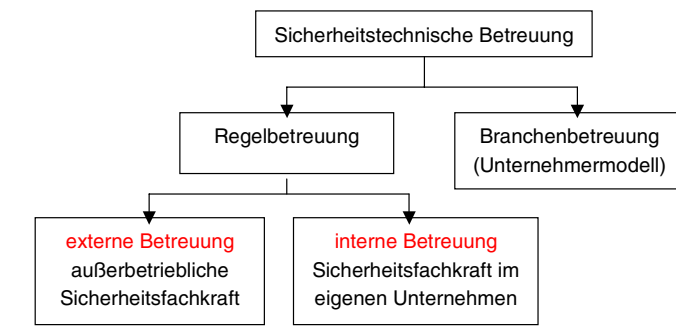 Sicherheitstechnische Betreuung
Regelbetreuung
Branchenbetreuung
(Unternehmermodell)
externe Betreuung
außerbetriebliche
Sicherheitsfachkraft
interne Betreuung
Sicherheitsfachkraft im
eigenen Unternehmen